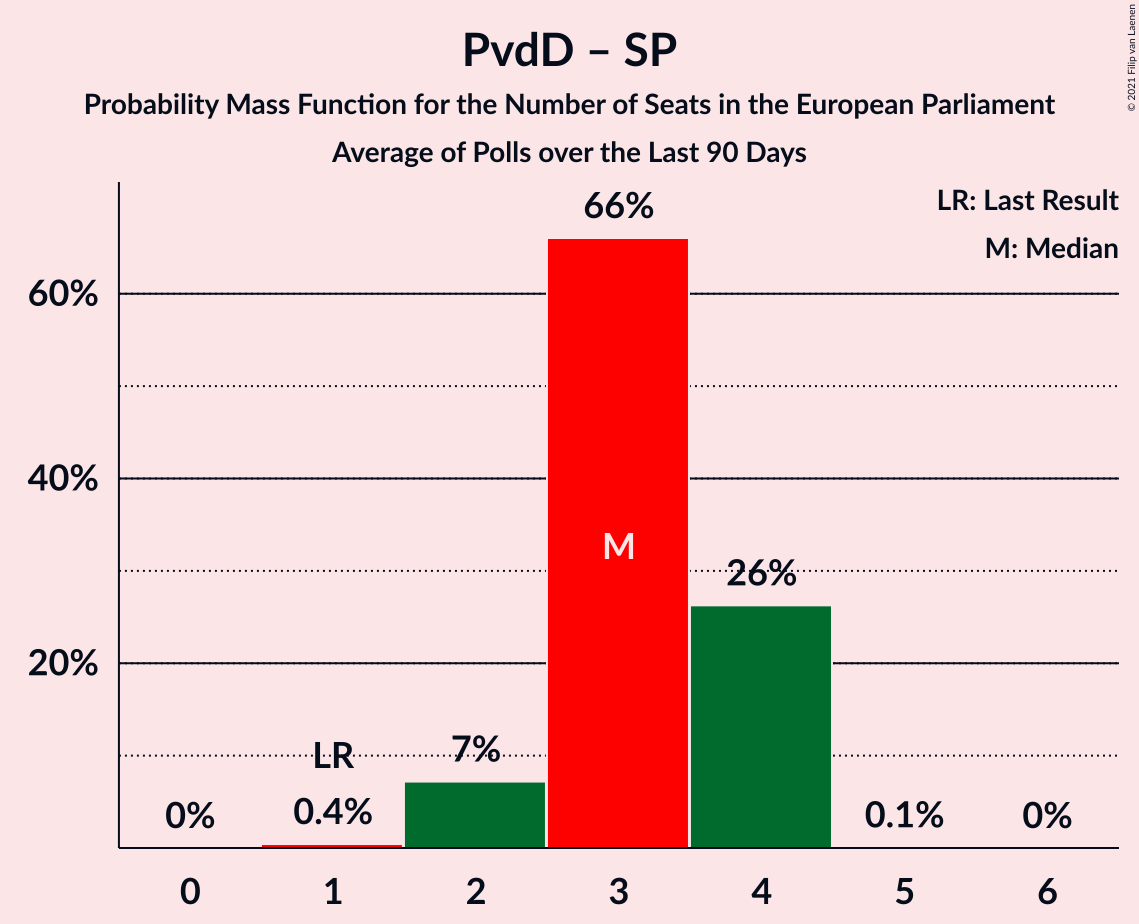 PvdD – SP
Probability Mass Function for the Number of Seats in the European Parliament
Average of Polls over the Last 90 Days
© 2021 Filip van Laenen
LR: Last Result
M: Median
60%
40%
20%
0%
LR
0.4%
7%
66%
M
26%
0.1%
0%
0 1 2 3 4 5 6